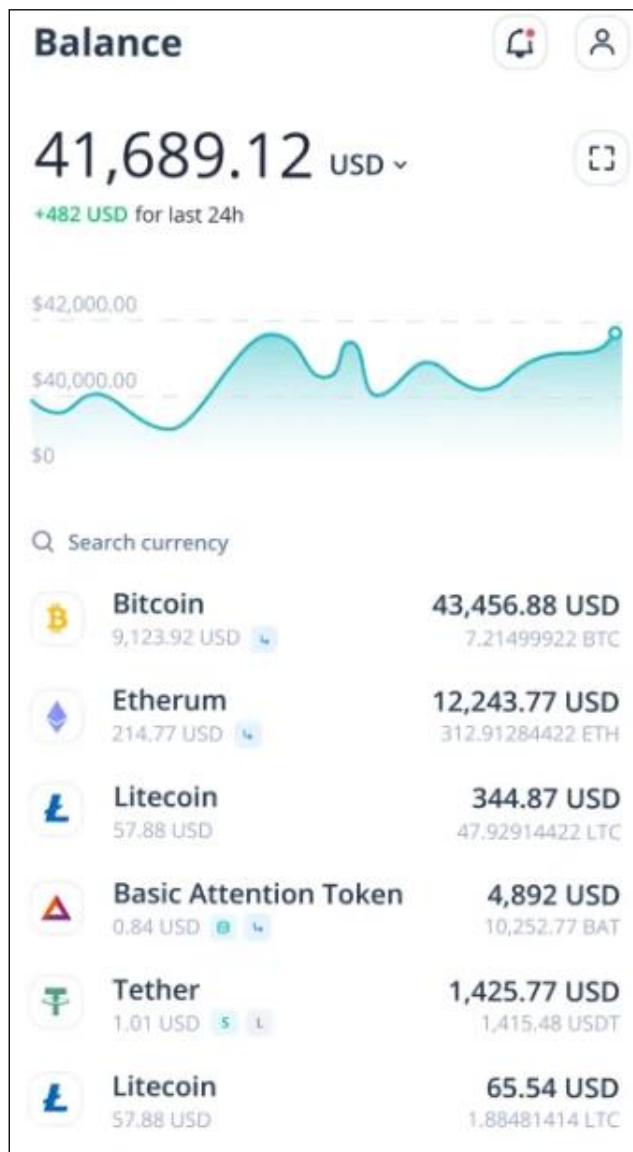 Balance
41,689.12 USD
+482 USD for last 24h
$42,000.00
$40,000.00
$0
Search currency
Bitcoin 43,456.88 USD
9,123.92 USD 7.21499922 BTC
Etherum 12,243.77 USD
214.77 USD 312.91284422 ETH
Litecoin 344.87 USD
57.88 USD 47.92914422 LTC
Basic Attention Token 4,892 USD
0.84 USD 10,252.77 BAT
Tether 1,425.77 USD
1.01 USD S L 1,415.48 USDT
Litecoin 65.54 USD
57.88 USD 1.88481414 LTC